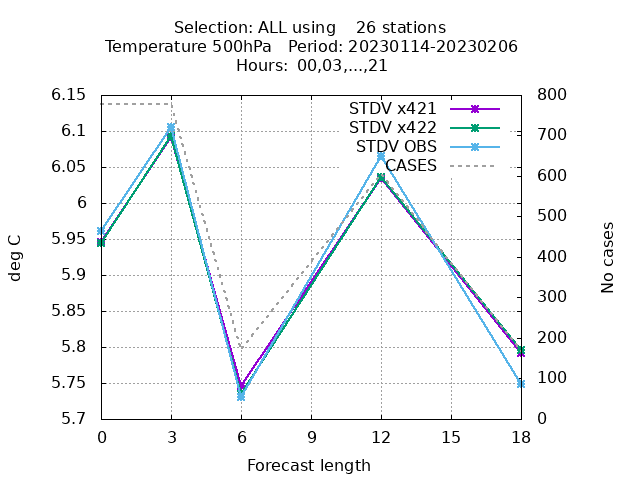 Selection: ALL using    26 stations
Temperature 500hPa   Period: 20230114-20230206
Hours: 00,03,...,21
STDV x421
STDV x422
STDV OBS
CASES
6.15
6.1
6.05
6
5.95
5.9
5.85
5.8
5.75
5.7
deg C
800
700
600
500
400
300
200
100
0
No cases
0 3 6 9 12 15 18
Forecast length